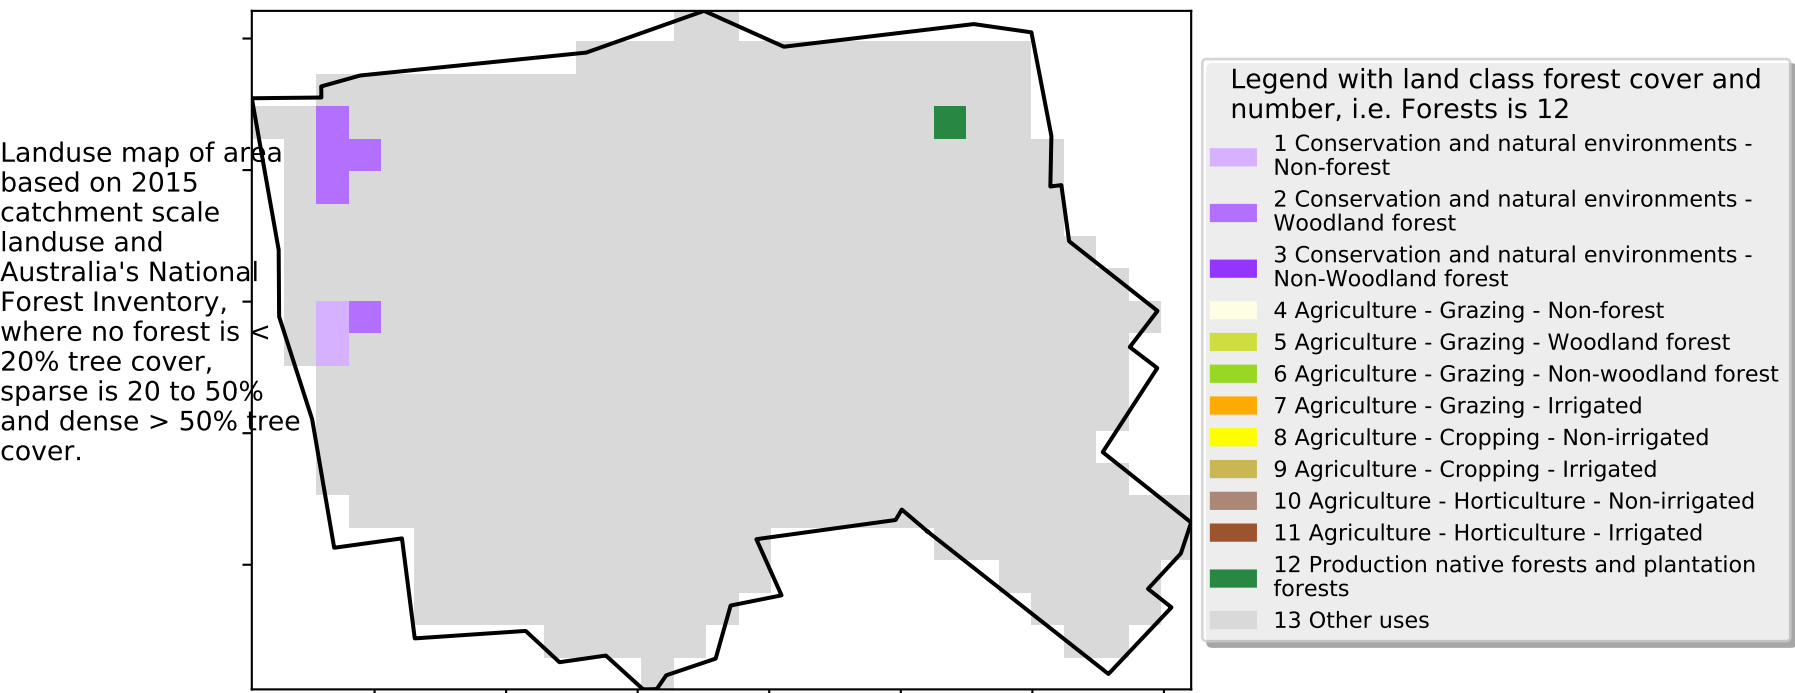 Landuse map of area
based on 2015
catchment scale
landuse and
Australia's National
Forest Inventory,
where no forest is <
20% tree cover,
sparse is 20 to 50%
and dense > 50% tree
cover.
Legend with land class forest cover and
number, i.e. Forests is 12
1 Conservation and natural environments -
Non-forest
2 Conservation and natural environments -
Woodland forest
3 Conservation and natural environments -
Non-Woodland forest
4 Agriculture - Grazing - Non-forest
5 Agriculture - Grazing - Woodland forest
6 Agriculture - Grazing - Non-woodland forest
7 Agriculture - Grazing - Irrigated
8 Agriculture - Cropping - Non-irrigated
9 Agriculture - Cropping - Irrigated
10 Agriculture - Horticulture - Non-irrigated
11 Agriculture - Horticulture - Irrigated
12 Production native forests and plantation
forests
13 Other uses